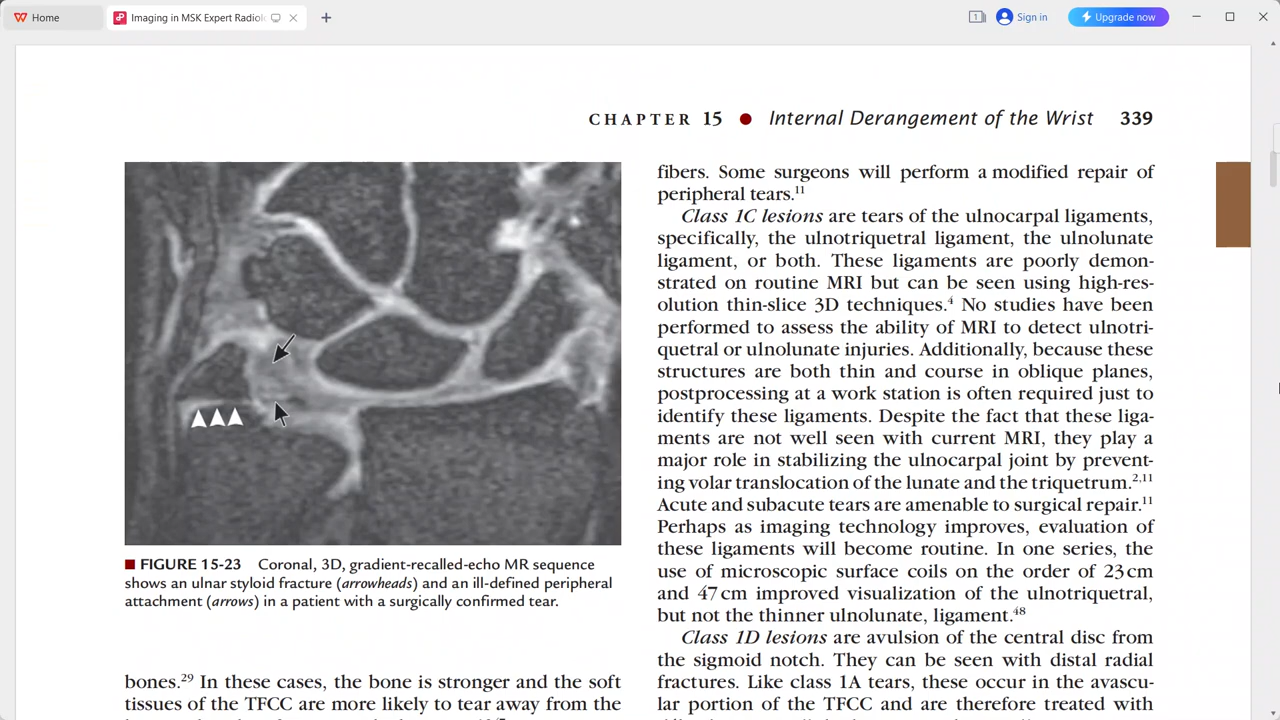 Home
Imaging in MSK Expert Radiol
Sign in
Upgrade now
CHAPTER 15 ● Internal Derangement of the Wrist 339
■ FIGURE 15-23 Coronal, 3D, gradient-recalled-echo MR sequence
shows an ulnar styloid fracture (arrowheads) and an ill-defined peripheral
attachment (arrows) in a patient with a surgically confirmed tear.
bones.29 In these cases, the bone is stronger and the soft
tissues of the TFCC are more likely to tear away from the
fibers. Some surgeons will perform a modified repair of
peripheral tears.11
Class 1C lesions are tears of the ulnocarpal ligaments,
specifically, the ulnotriquetral ligament, the ulnolunate
ligament, or both. These ligaments are poorly demon-
strated on routine MRI but can be seen using high-res-
olution thin-slice 3D techniques.4 No studies have been
performed to assess the ability of MRI to detect ulnotri-
quetral or ulnolunate injuries. Additionally, because these
structures are both thin and course in oblique planes,
postprocessing at a work station is often required just to
identify these ligaments. Despite the fact that these liga-
ments are not well seen with current MRI, they play a
major role in stabilizing the ulnocarpal joint by prevent-
ing volar translocation of the lunate and the triquetrum.2,11
Acute and subacute tears are amenable to surgical repair.11
Perhaps as imaging technology improves, evaluation of
these ligaments will become routine. In one series, the
use of microscopic surface coils on the order of 23 cm
and 47 cm improved visualization of the ulnotriquetral,
but not the thinner ulnolunate, ligament.48
Class 1D lesions are avulsion of the central disc from
the sigmoid notch. They can be seen with distal radial
fractures. Like class 1A tears, these occur in the avascu-
lar portion of the TFCC and are therefore treated with